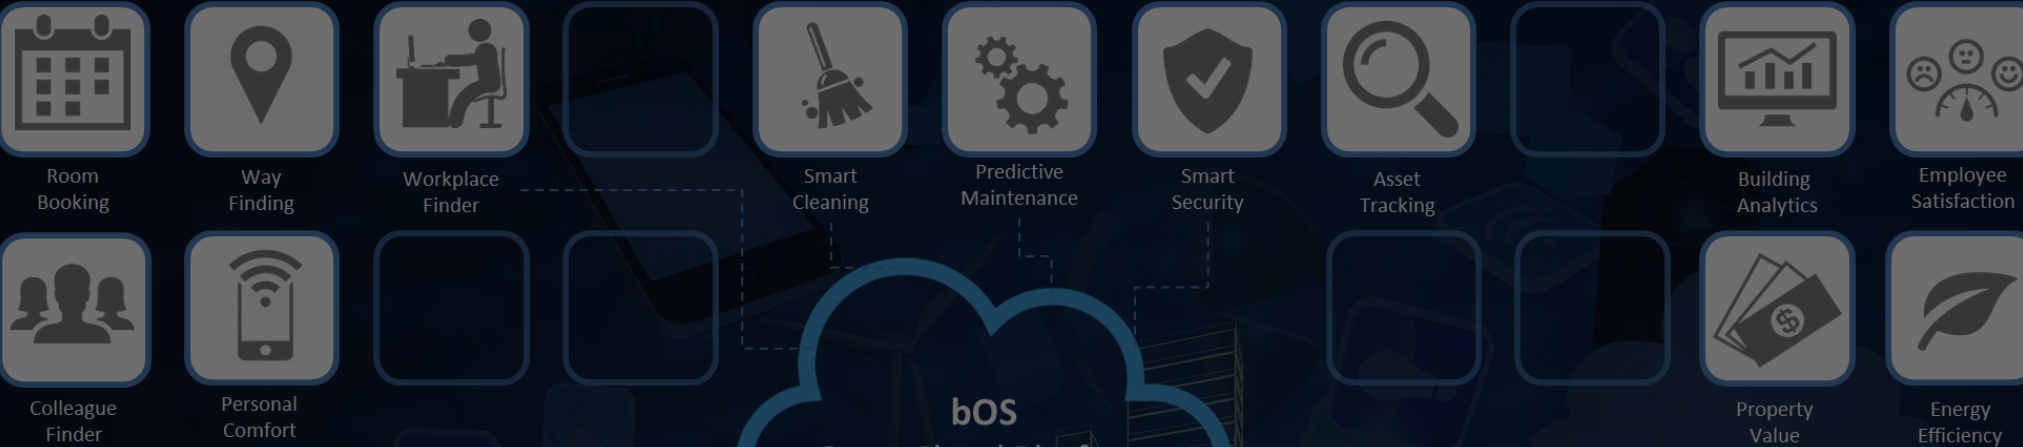 Room
Booking
Way
Finding
Workplace
Finder
Smart
Cleaning
Predictive
Maintenance
Smart
Security
Asset
Tracking
Building
Analytics
Employee
Satisfaction
Colleague
Finder
Personal
Comfort
bOS
Property
Value
Energy
Efficiency